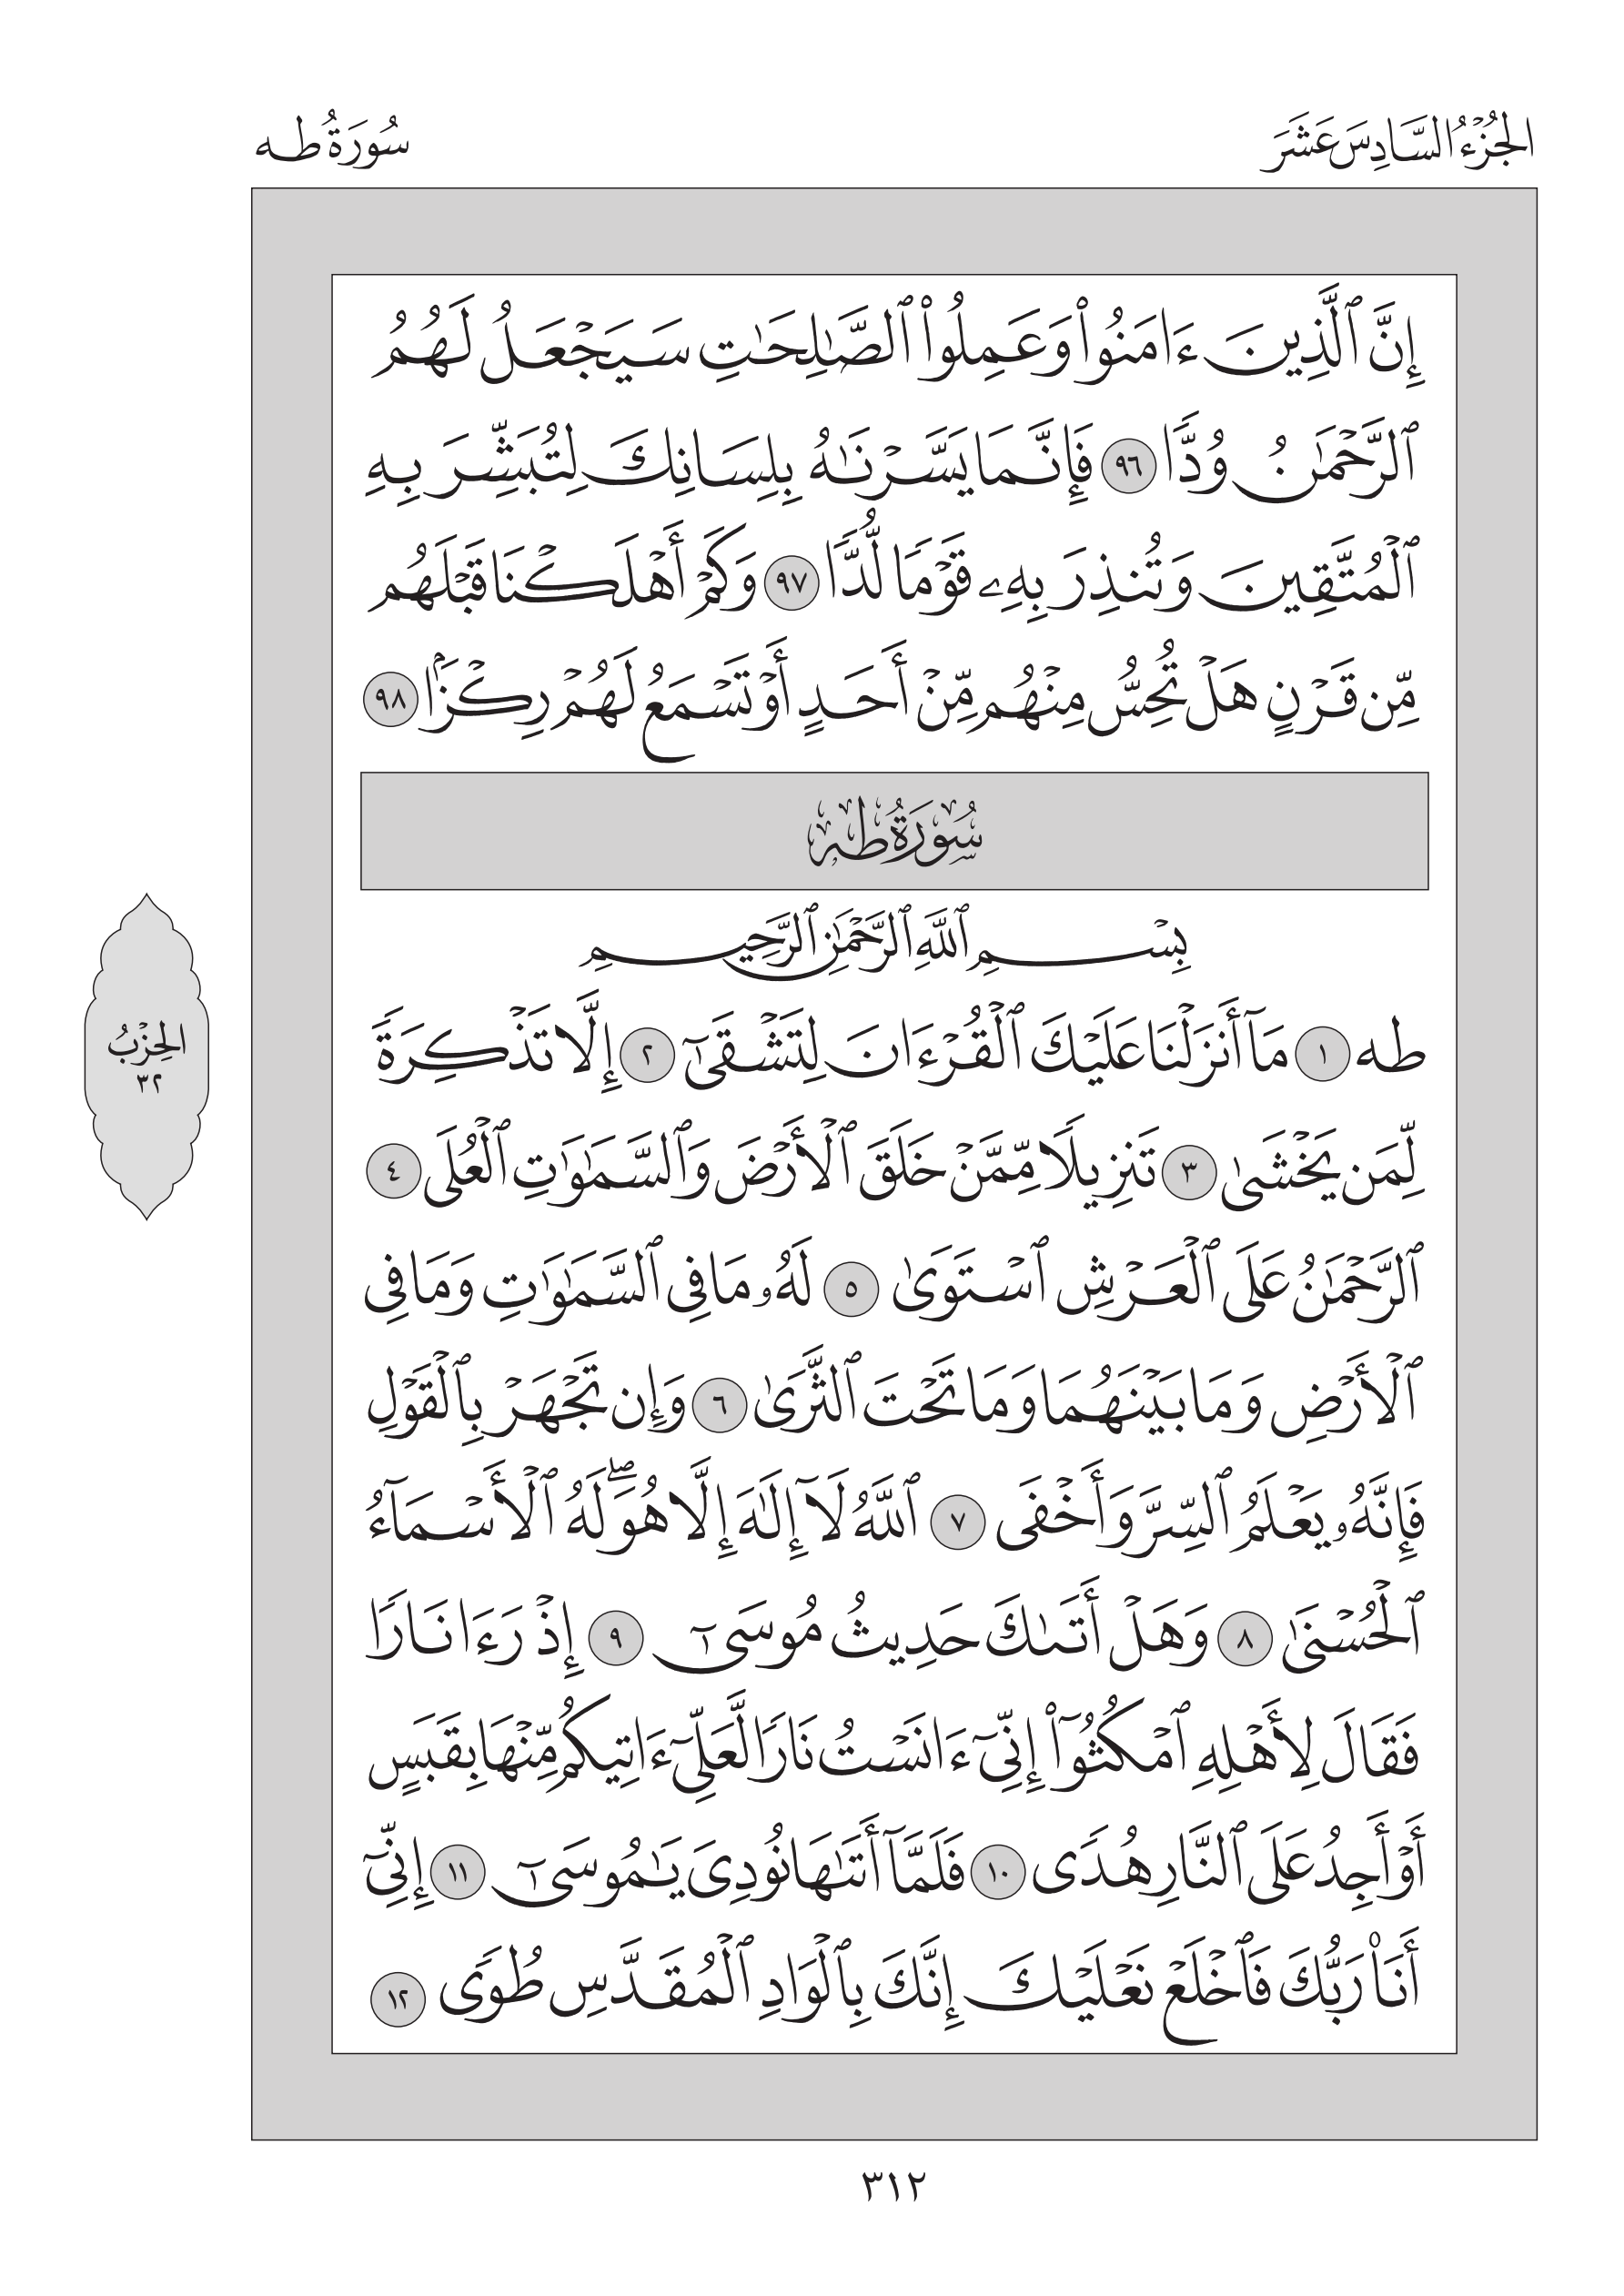 الجُزْءُ السَّادِسَ عَشَرَ
سُورَةُ طه
إِنَّ ٱلَّذِينَ ءَامَنُوا۟ وَعَمِلُوا۟ ٱلصَّٰلِحَٰتِ سَيَجْعَلُ لَهُمُ
ٱلرَّحْمَٰنُ وُدًّا ٩٦ فَإِنَّمَا يَسَّرْنَٰهُ بِلِسَانِكَ لِتُبَشِّرَ بِهِ
ٱلْمُتَّقِينَ وَتُنذِرَ بِهِۦ قَوْمًا لُّدًّا ٩٧ وَكَمْ أَهْلَكْنَا قَبْلَهُم
مِّن قَرْنٍ هَلْ تُحِسُّ مِنْهُم مِّنْ أَحَدٍ أَوْ تَسْمَعُ لَهُمْ رِكْزًۢا ٩٨
سُورَةُ طه
بِسْمِ ٱللَّهِ ٱلرَّحْمَٰنِ ٱلرَّحِيمِ
طه ١ مَآ أَنزَلْنَا عَلَيْكَ ٱلْقُرْءَانَ لِتَشْقَىٰٓ ٢ إِلَّا تَذْكِرَةً
لِّمَن يَخْشَىٰ ٣ تَنزِيلًا مِّمَّنْ خَلَقَ ٱلْأَرْضَ وَٱلسَّمَٰوَٰتِ ٱلْعُلَى ٤
ٱلرَّحْمَٰنُ عَلَى ٱلْعَرْشِ ٱسْتَوَىٰ ٥ لَهُۥ مَا فِى ٱلسَّمَٰوَٰتِ وَمَا فِى
ٱلْأَرْضِ وَمَا بَيْنَهُمَا وَمَا تَحْتَ ٱلثَّرَىٰ ٦ وَإِن تَجْهَرْ بِٱلْقَوْلِ
فَإِنَّهُۥ يَعْلَمُ ٱلسِّرَّ وَأَخْفَى ٧ ٱللَّهُ لَآ إِلَٰهَ إِلَّا هُوَ ۖ لَهُ ٱلْأَسْمَآءُ
ٱلْحُسْنَىٰ ٨ وَهَلْ أَتَىٰكَ حَدِيثُ مُوسَىٰٓ ٩ إِذْ رَءَا نَارًا
فَقَالَ لِأَهْلِهِ ٱمْكُثُوٓا۟ إِنِّىٓ ءَانَسْتُ نَارًا لَّعَلِّىٓ ءَاتِيكُم مِّنْهَا بِقَبَسٍ
أَوْ أَجِدُ عَلَى ٱلنَّارِ هُدًى ١٠ فَلَمَّآ أَتَىٰهَا نُودِىَ يَٰمُوسَىٰٓ ١١ إِنِّىٓ
أَنَا۠ رَبُّكَ فَٱخْلَعْ نَعْلَيْكَ إِنَّكَ بِٱلْوَادِ ٱلْمُقَدَّسِ طُوًى ١٢
الحِزْبُ
٣٢
٣١٢